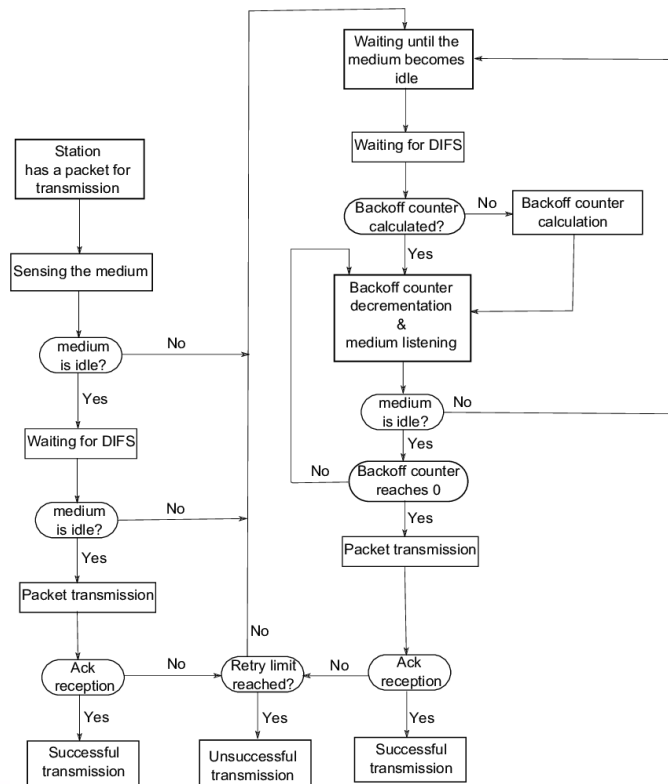 Waiting until the
medium becomes
idle
Station
has a packet for
transmission
Waiting for DIFS
Backoff counter
calculated?
No
Backoff counter
calculation
Yes
Sensing the medium
Backoff counter
decrementation
&
medium listening
medium
is idle?
No
Yes
medium
is idle?
No
Yes
Waiting for DIFS
No
Backoff counter
reaches 0
medium
is idle?
No
Yes
Yes
Packet transmission
Packet transmission
No
Ack
reception
No
Retry limit
reached?
No
Ack
reception
Yes
Yes
Yes
Successful
transmission
Unsuccessful
transmission
Successful
transmission